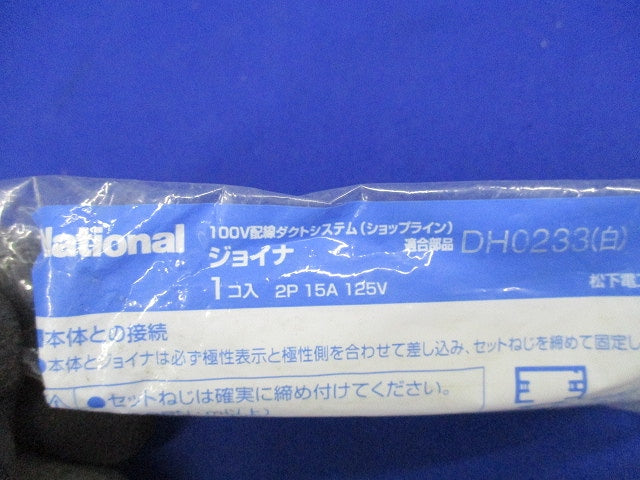 National
100V配線ダクトシステム(ショップライン)
ジョイナ 適合部品 DH0233(白)
1コ入 2P 15A 125V
松下電
■本体との接続
●本体とジョイナは必ず極性表示と極性側を合わせて差し込み、セットねじを締めて固定し
●セットねじは確実に締め付けてください。